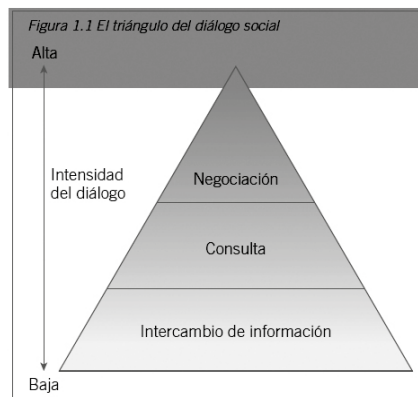 Figura 1.1 El triángulo del diálogo social
Alta
Intensidad
del diálogo
Negociación
Consulta
Intercambio de información
Baja